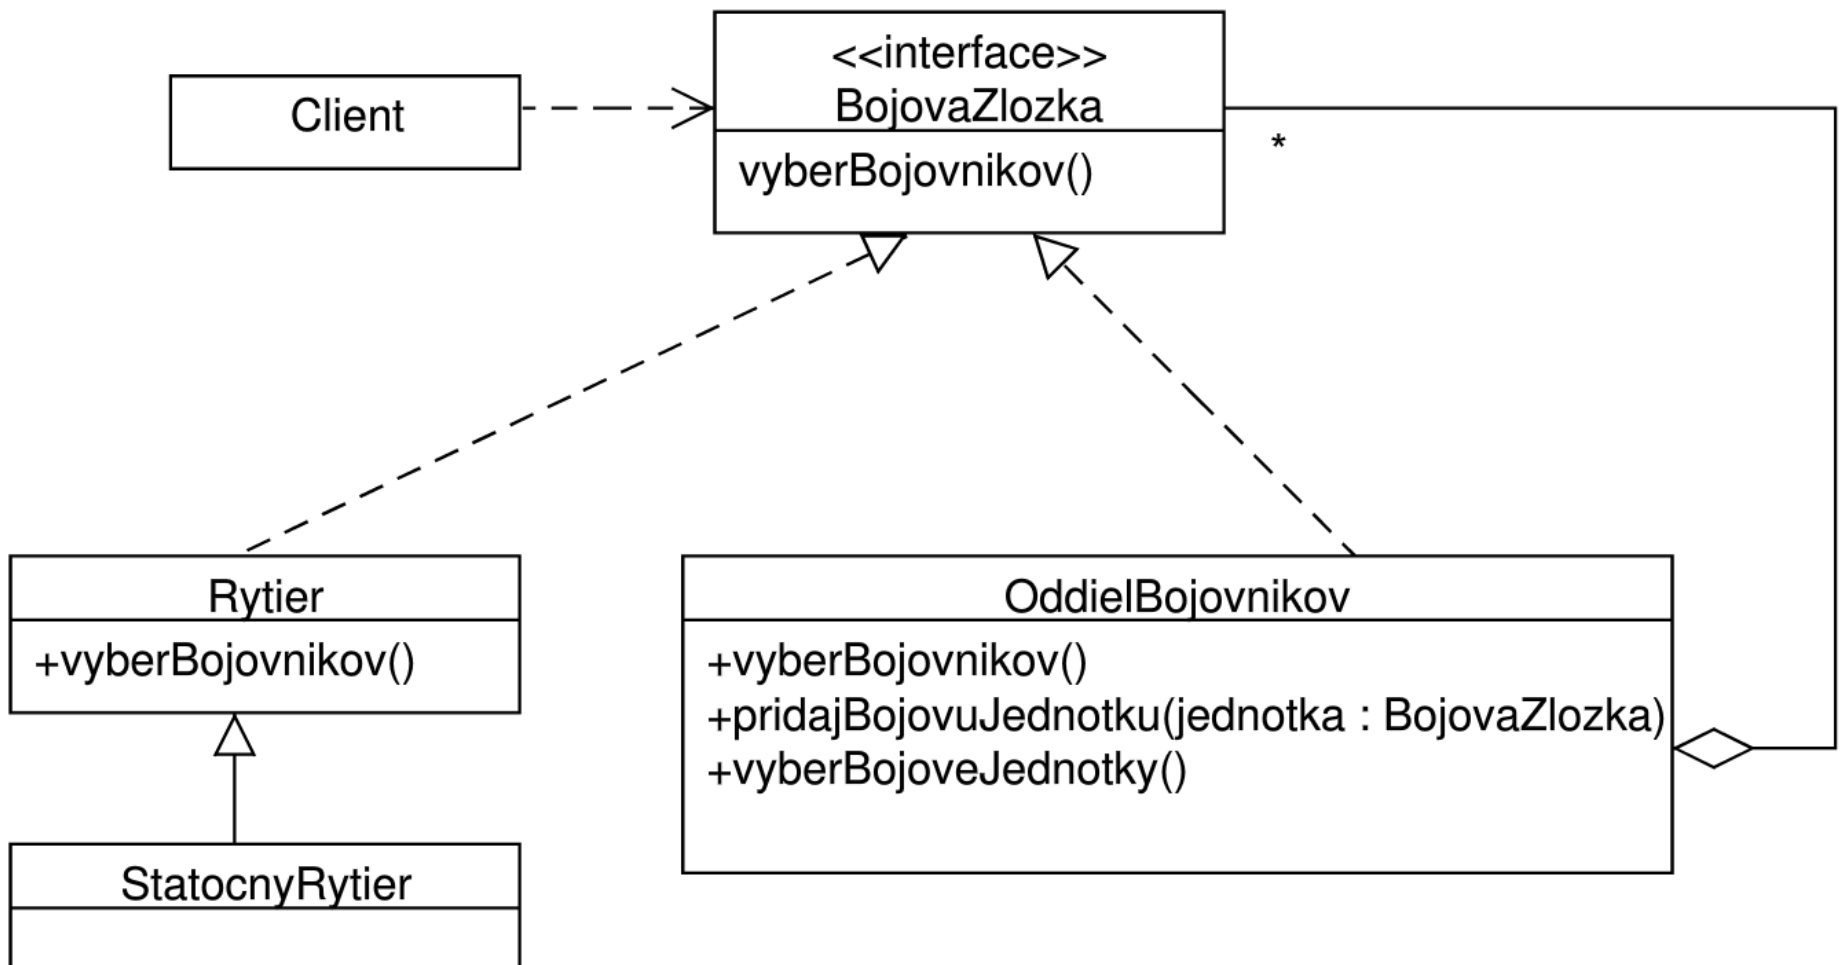 <<interface>>
BojovaZlozka
vyberBojovnikov()
Client
*
Rytier
+vyberBojovnikov()
OddielBojovnikov
+vyberBojovnikov()
+pridajBojovuJednotku(jednotka : BojovaZlozka)
+vyberBojoveJednotky()
StatocnyRytier